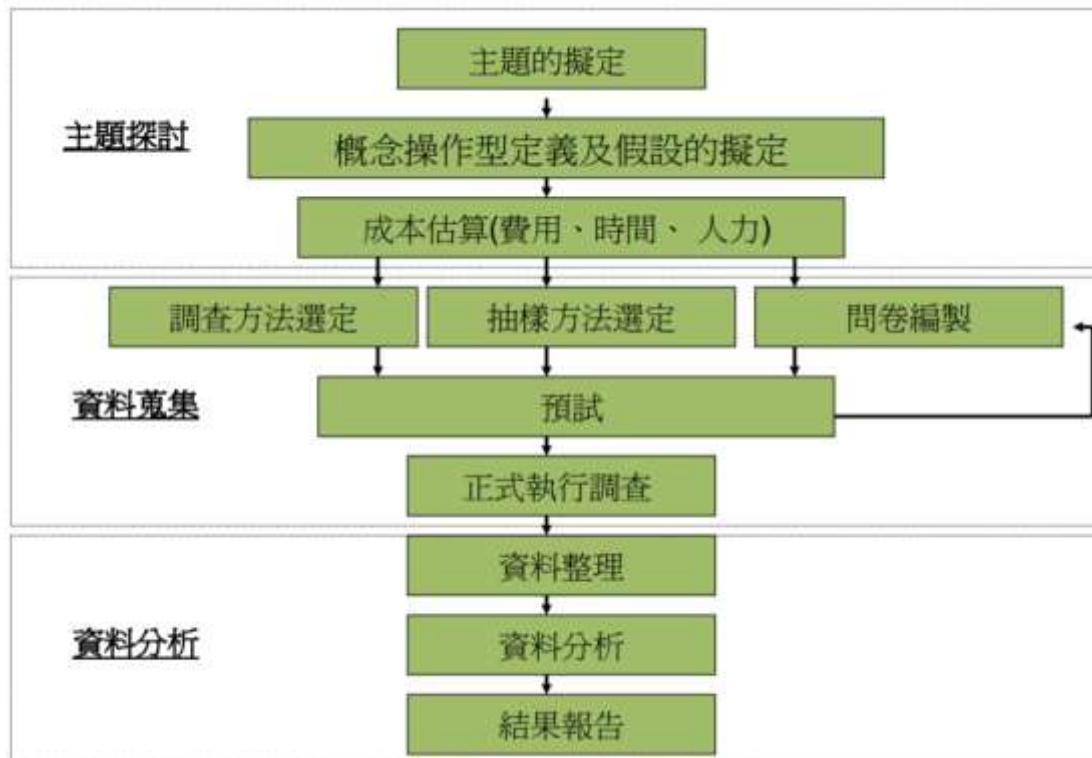 主題的擬定
主題探討
概念操作型定義及假設的擬定
成本估算(費用、時間、 人力)
調查方法選定
抽樣方法選定
問卷編製
資料蒐集
預試
正式執行調查
資料整理
資料分析
資料分析
結果報告